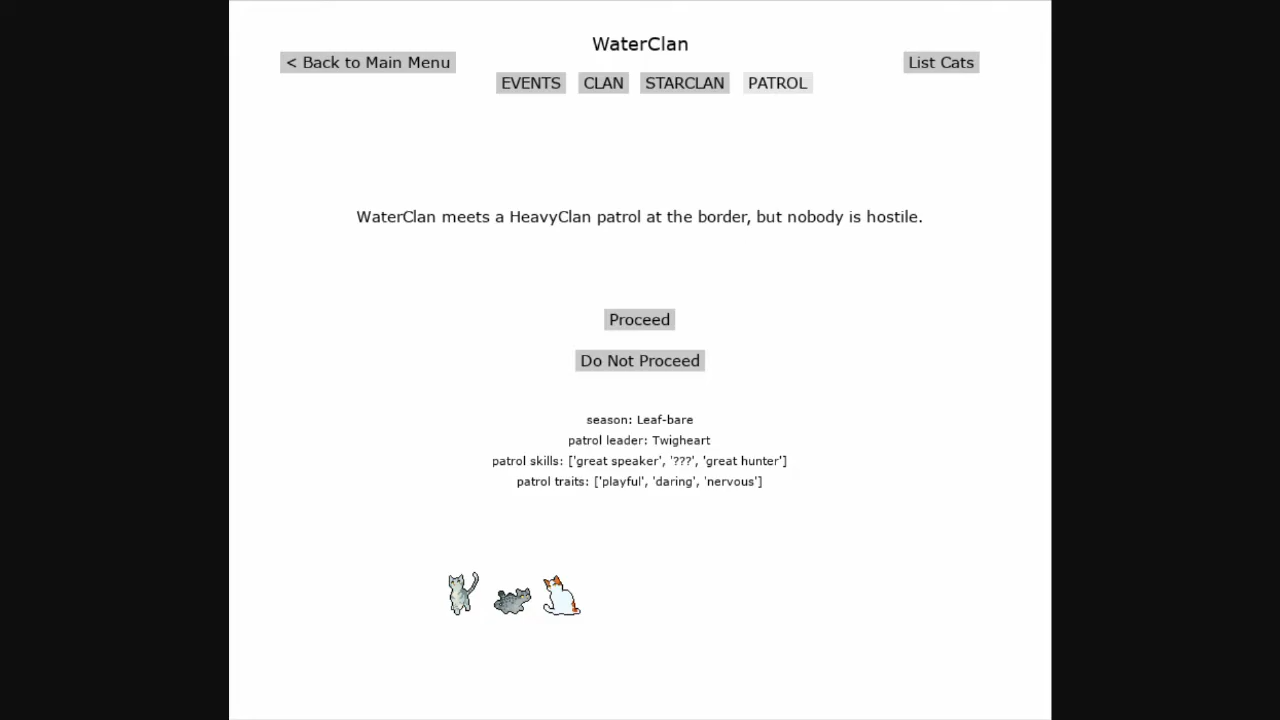 WaterClan
< Back to Main Menu
List Cats
EVENTS CLAN STARCLAN PATROL
WaterClan meets a HeavyClan patrol at the border, but nobody is hostile.
Proceed
Do Not Proceed
season: Leaf-bare
patrol leader: Twigheart
patrol skills: ['great speaker', '???', 'great hunter']
patrol traits: ['playful', 'daring', 'nervous']